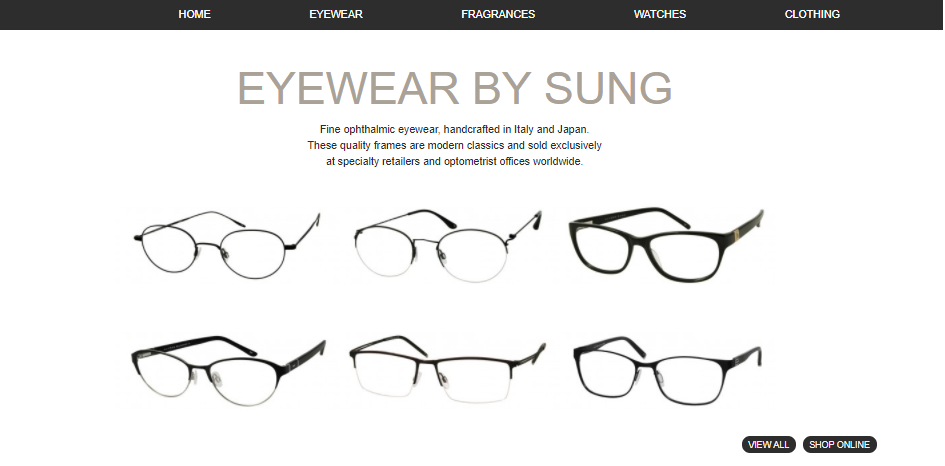 HOME EYEWEAR FRAGRANCES WATCHES CLOTHING
EYEWEAR BY SUNG
Fine ophthalmic eyewear, handcrafted in Italy and Japan.
These quality frames are modern classics and sold exclusively
at specialty retailers and optometrist offices worldwide.
VIEW ALL SHOP ONLINE